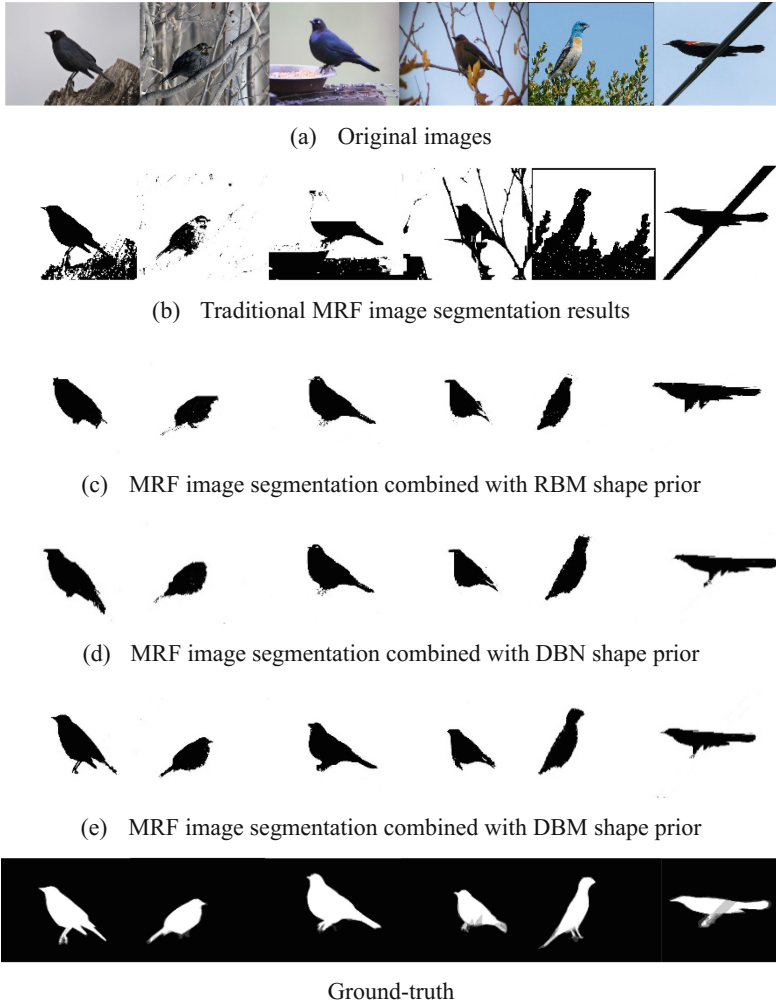 (a) Original images
(b) Traditional MRF image segmentation results
(c) MRF image segmentation combined with RBM shape prior
(d) MRF image segmentation combined with DBN shape prior
(e) MRF image segmentation combined with DBM shape prior
Ground-truth